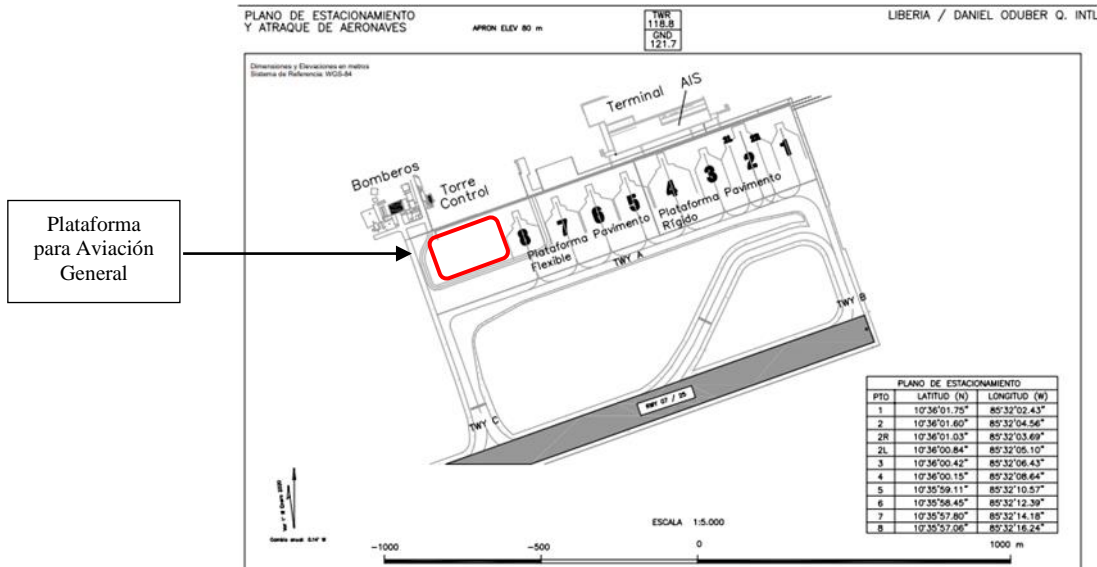 PLANO DE ESTACIONAMIENTO
Y ATRAQUE DE AERONAVES
APRON ELEV 80 m
TWR
118.8
GND
121.7
LIBERIA / DANIEL ODUBER Q. INTL
Dimensiones y Elevaciones en metros
Sistema de Referencia: WGS-84
Terminal
AIS
Bomberos
Torre
Control
Plataforma
para Aviación
General
8
7
6
5
4
3
2L
2
2R
1
Plataforma Pavimento
Flexible
Plataforma Pavimento
Rígido
TWY A
TWY B
TWY C
RWY 07 / 25
PLANO DE ESTACIONAMIENTO
PTO LATITUD (N) LONGITUD (W)
1 10°36'01.75" 85°32'02.43"
2 10°36'01.60" 85°32'04.56"
2R 10°36'01.03" 85°32'03.69"
2L 10°36'00.84" 85°32'05.10"
3 10°36'00.42" 85°32'06.43"
4 10°36'00.15" 85°32'08.64"
5 10°35'59.11" 85°32'10.57"
6 10°35'58.45" 85°32'12.39"
7 10°35'57.80" 85°32'14.18"
8 10°35'57.06" 85°32'16.24"
ESCALA 1:5.000
-1000 -500 0 1000 m